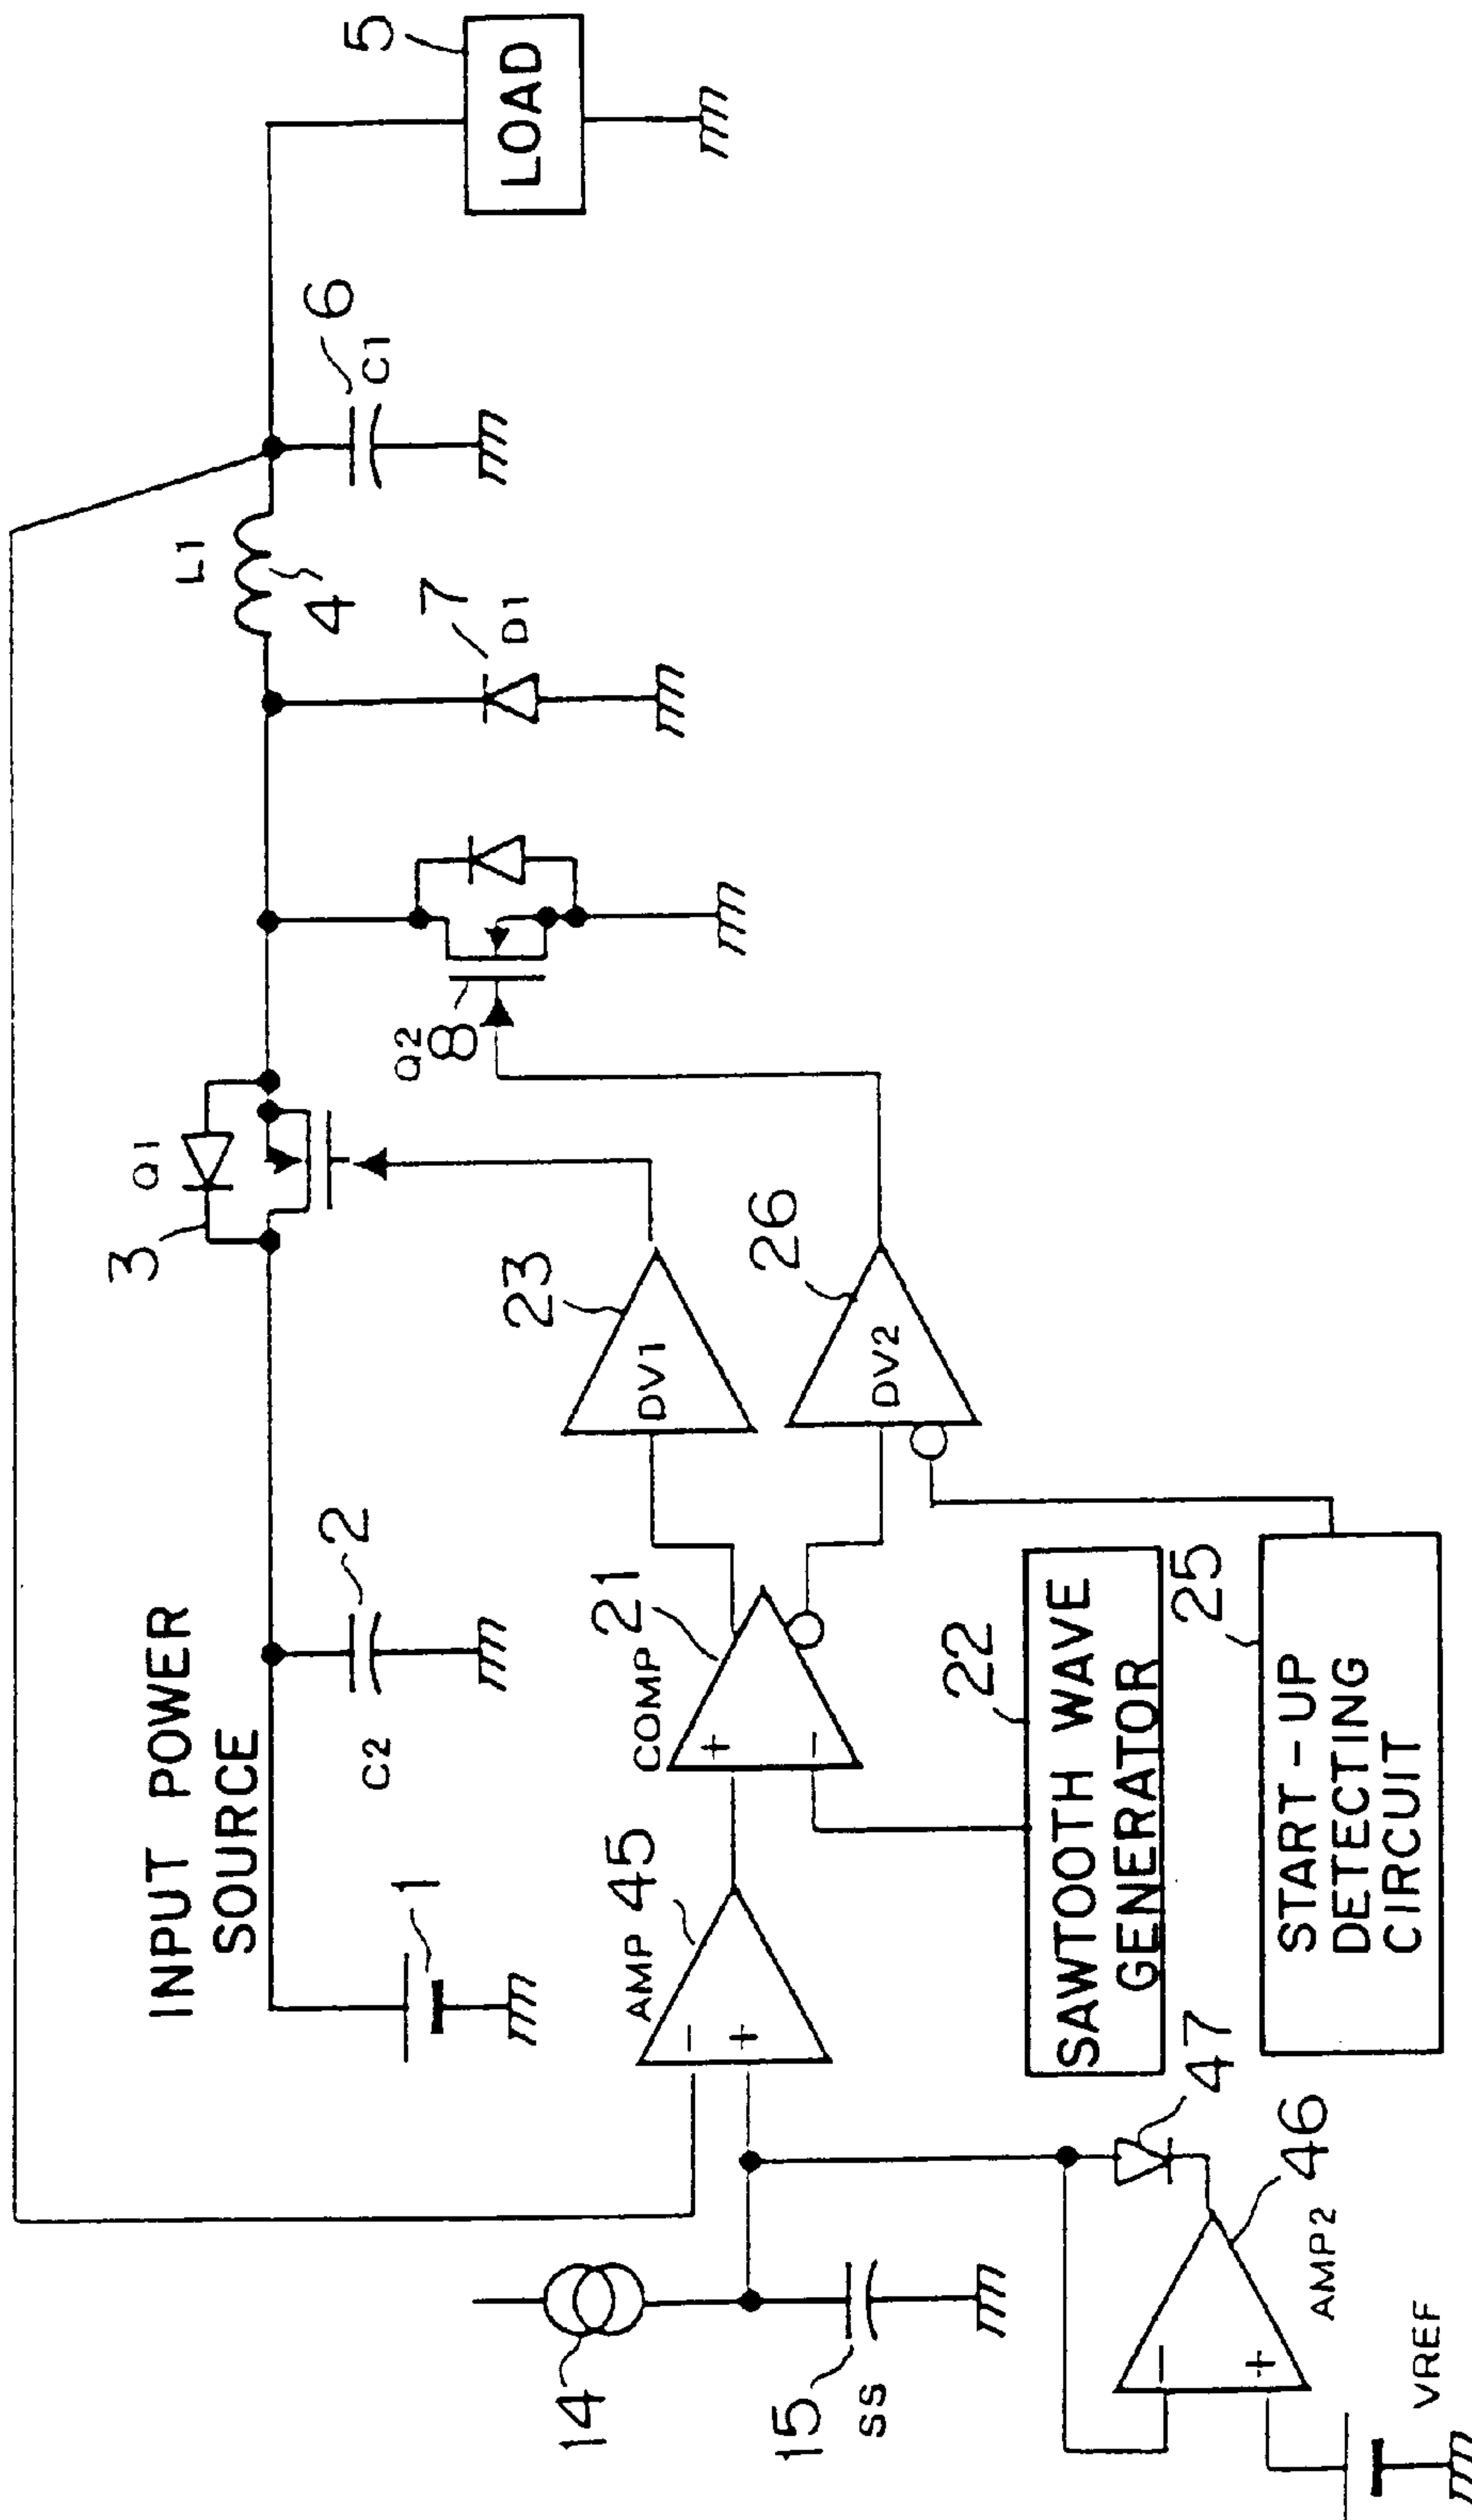 INPUT POWER
SOURCE
1
C2
2
3
Q1
Q2
8
7
D1
L1
4
6
C1
5
LOAD
14
15
SS
AMP
45
-
+
COMP
21
+
-
DV1
23
DV2
26
22
SAWTOOTH WAVE
GENERATOR
25
START-UP
DETECTING
CIRCUIT
47
46
AMP2
-
+
VREF